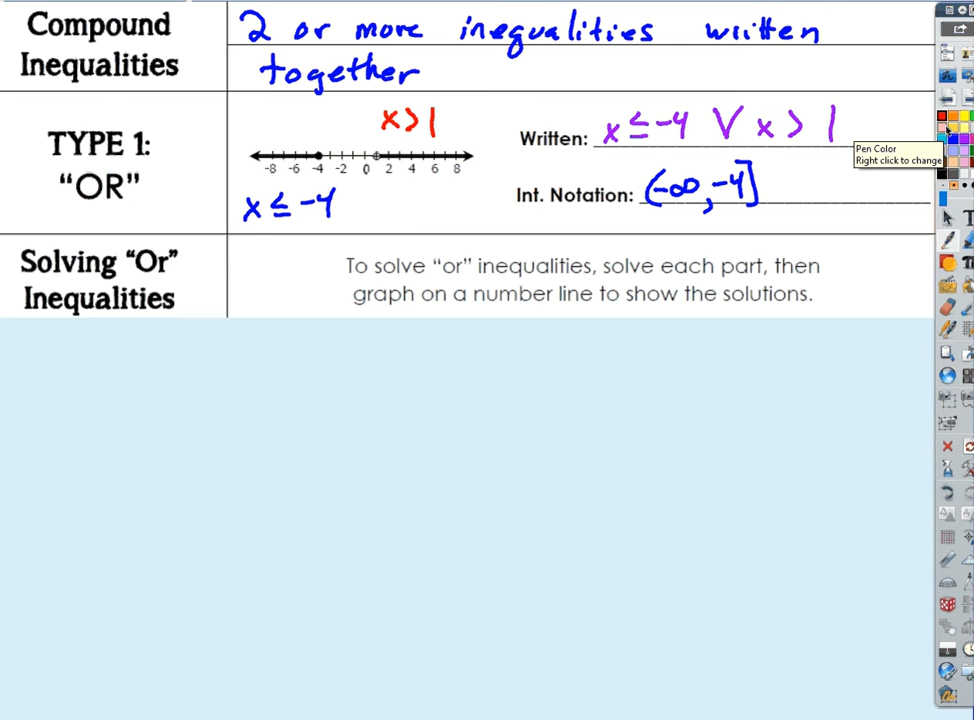 Compound
Inequalities
2 or more inequalities written
together
TYPE 1:
"OR"
x > 1
-8 -6 -4 -2 0 2 4 6 8
x ≤ -4
Written: x ≤ -4 V x > 1
Int. Notation: (-∞, -4]
Pen Color
Right click to change
Solving "Or"
Inequalities
To solve "or" inequalities, solve each part, then
graph on a number line to show the solutions.